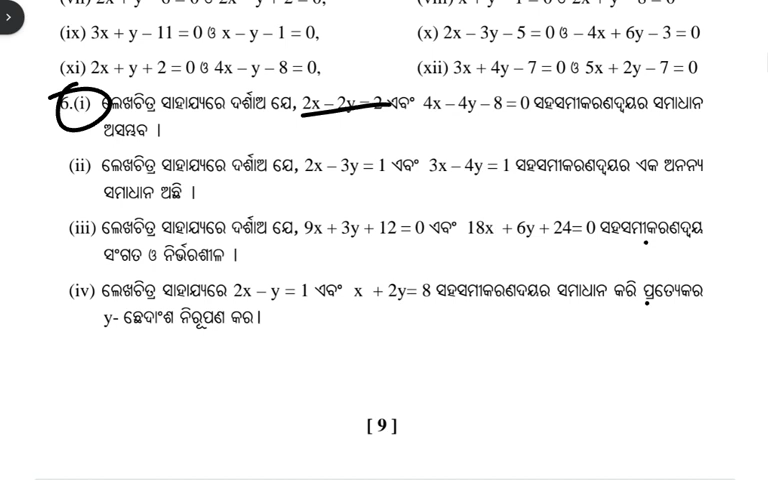 (ix) 3x + y – 11 = 0 ଓ x – y – 1 = 0,
(x) 2x – 3y – 5 = 0 ଓ – 4x + 6y – 3 = 0
(xi) 2x + y + 2 = 0 ଓ 4x – y – 8 = 0,
(xii) 3x + 4y – 7 = 0 ଓ 5x + 2y – 7 = 0
6.(i) ଲେଖଚିତ୍ର ସାହାଯ୍ୟରେ ଦର୍ଶାଅ ଯେ, 2x – 2y = 2 ଏବଂ 4x – 4y – 8 = 0 ସହସମୀକରଣଦ୍ଵୟର ସମାଧାନ
ଅସମ୍ଭବ ।
(ii) ଲେଖଚିତ୍ର ସାହାଯ୍ୟରେ ଦର୍ଶାଅ ଯେ, 2x – 3y = 1 ଏବଂ 3x – 4y = 1 ସହସମୀକରଣଦ୍ଵୟର ଏକ ଅନନ୍ୟ
ସମାଧାନ ଅଛି ।
(iii) ଲେଖଚିତ୍ର ସାହାଯ୍ୟରେ ଦର୍ଶାଅ ଯେ, 9x + 3y + 12 = 0 ଏବଂ 18x + 6y + 24= 0 ସହସମୀକରଣଦ୍ଵୟ
ସଂଗତ ଓ ନିର୍ଭରଶୀଳ ।
(iv) ଲେଖଚିତ୍ର ସାହାଯ୍ୟରେ 2x – y = 1 ଏବଂ x + 2y= 8 ସହସମୀକରଣଦୟର ସମାଧାନ କରି ପ୍ରତ୍ୟେକର
y- ଛେଦାଂଶ ନିରୂପଣ କର।
[ 9 ]